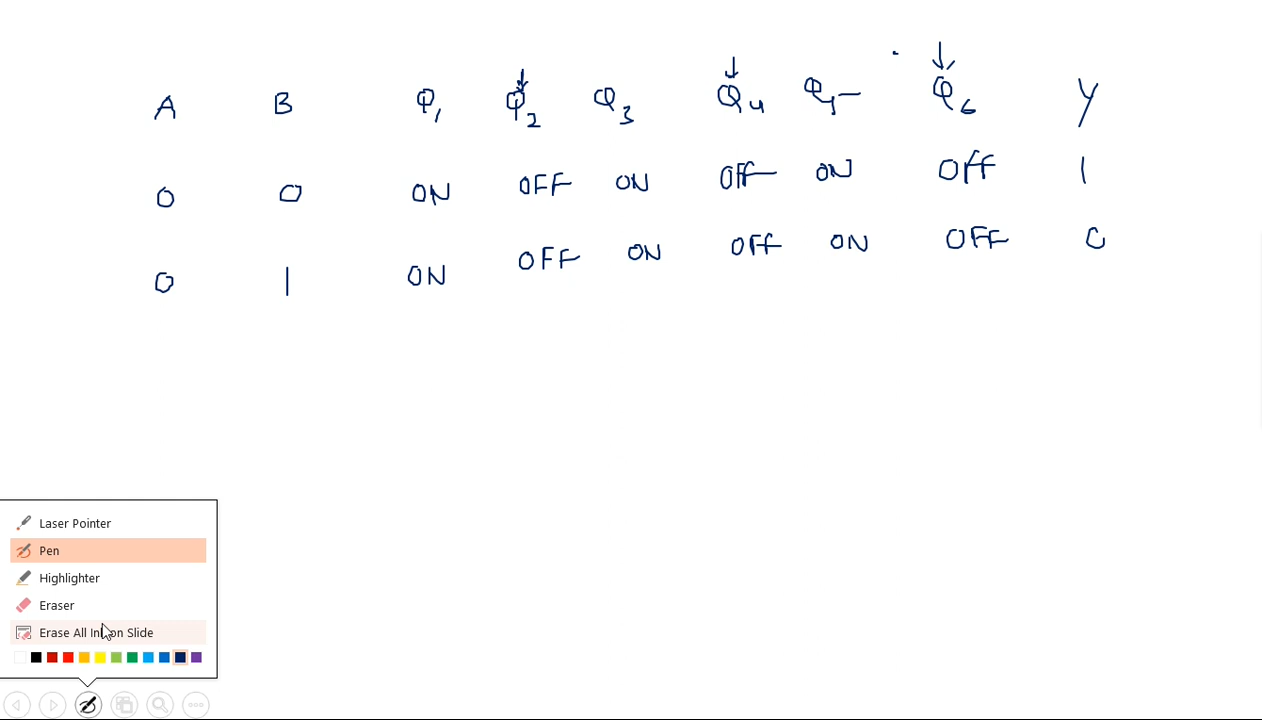 A B Q1 Q2 Q3 Q4 Q5 Q6 Y
0 0 ON OFF ON OFF ON OFF 1
0 1 ON OFF ON OFF ON OFF 0
Laser Pointer
Pen
Highlighter
Eraser
Erase All Ink on Slide